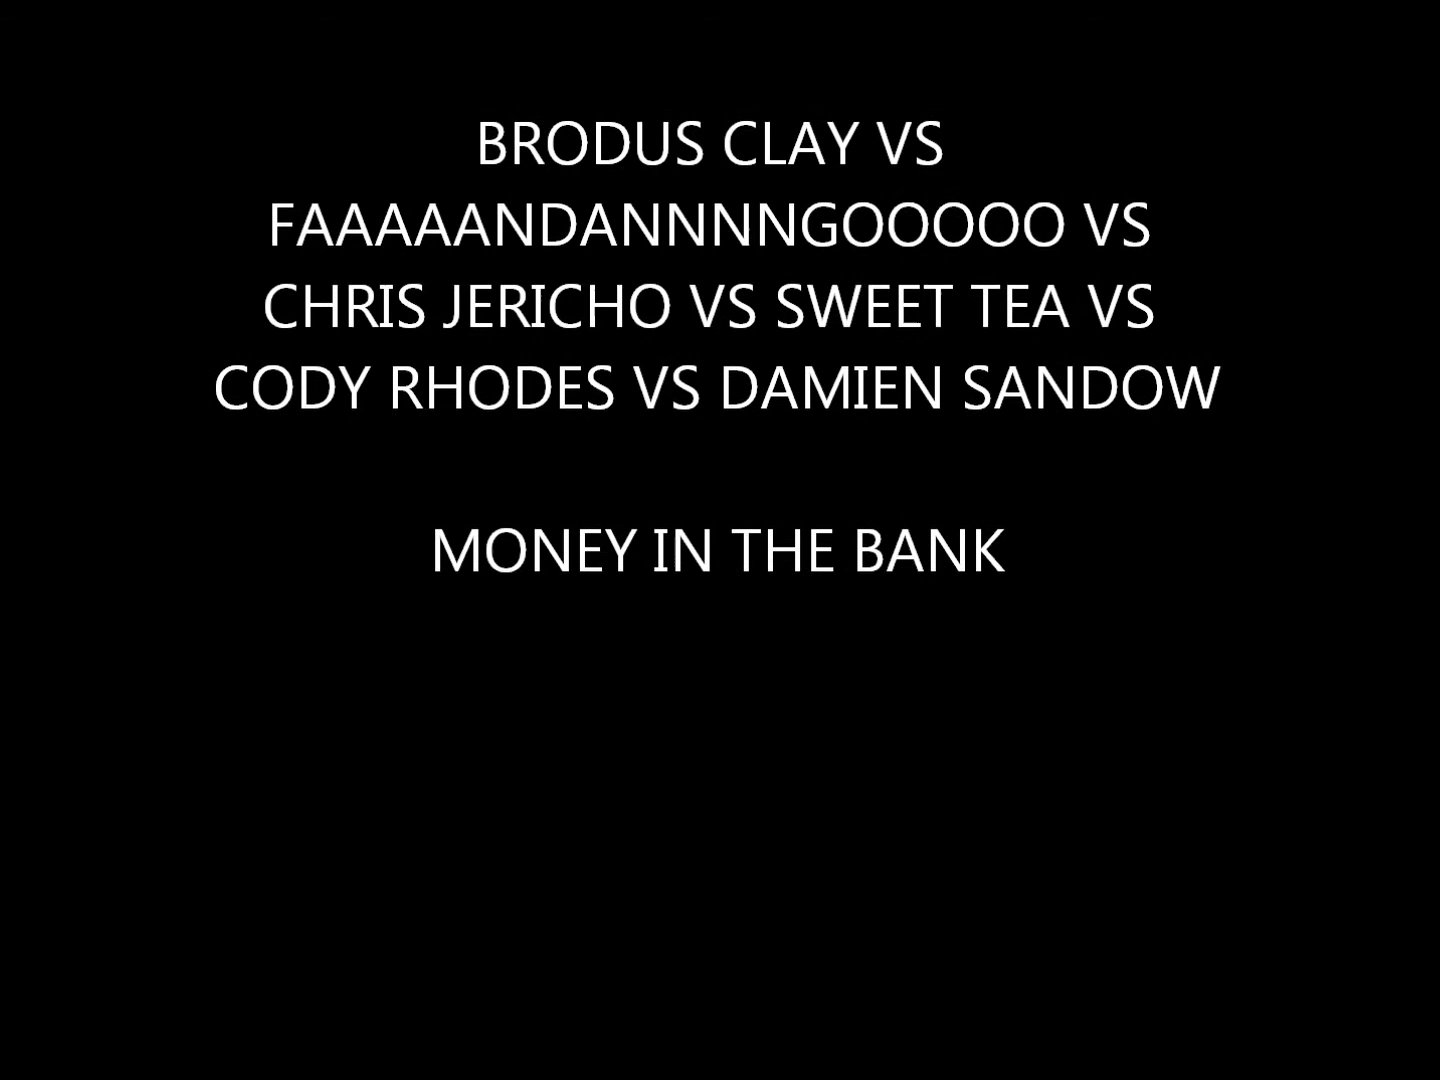 BRODUS CLAY VS
FAAAAANDANNNNGOOOOO VS
CHRIS JERICHO VS SWEET TEA VS
CODY RHODES VS DAMIEN SANDOW
MONEY IN THE BANK